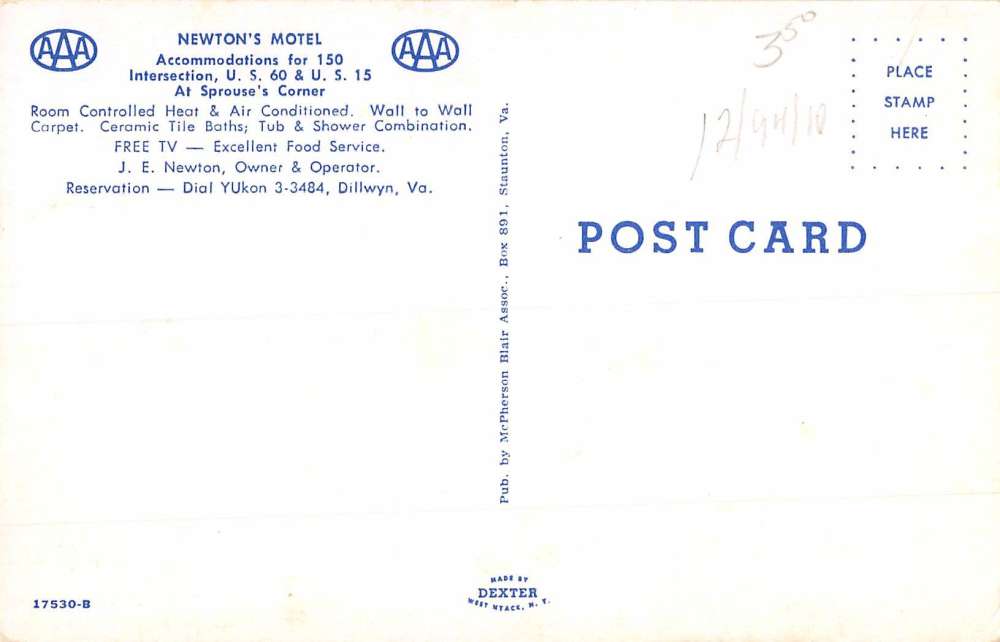 AAA
NEWTON'S MOTEL
AAA
Accommodations for 150
Intersection, U. S. 60 & U. S. 15
At Sprouse's Corner
Room Controlled Heat & Air Conditioned. Wall to Wall
Carpet. Ceramic Tile Baths; Tub & Shower Combination.
FREE TV — Excellent Food Service.
J. E. Newton, Owner & Operator.
Reservation — Dial YUkon 3-3484, Dillwyn, Va.
17530-B
Pub. by McPherson Blair Assoc., Box 891, Staunton, Va.
MADE BY
DEXTER
WEST NYACK, N. Y.
350
PLACE
STAMP
HERE
POST CARD